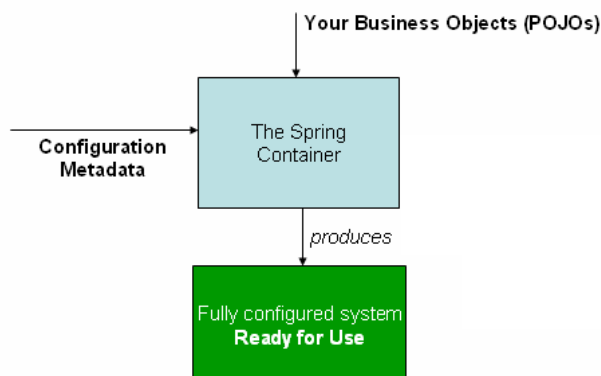 Your Business Objects (POJOs)
The Spring
Container
Configuration
Metadata
produces
Fully configured system
Ready for Use